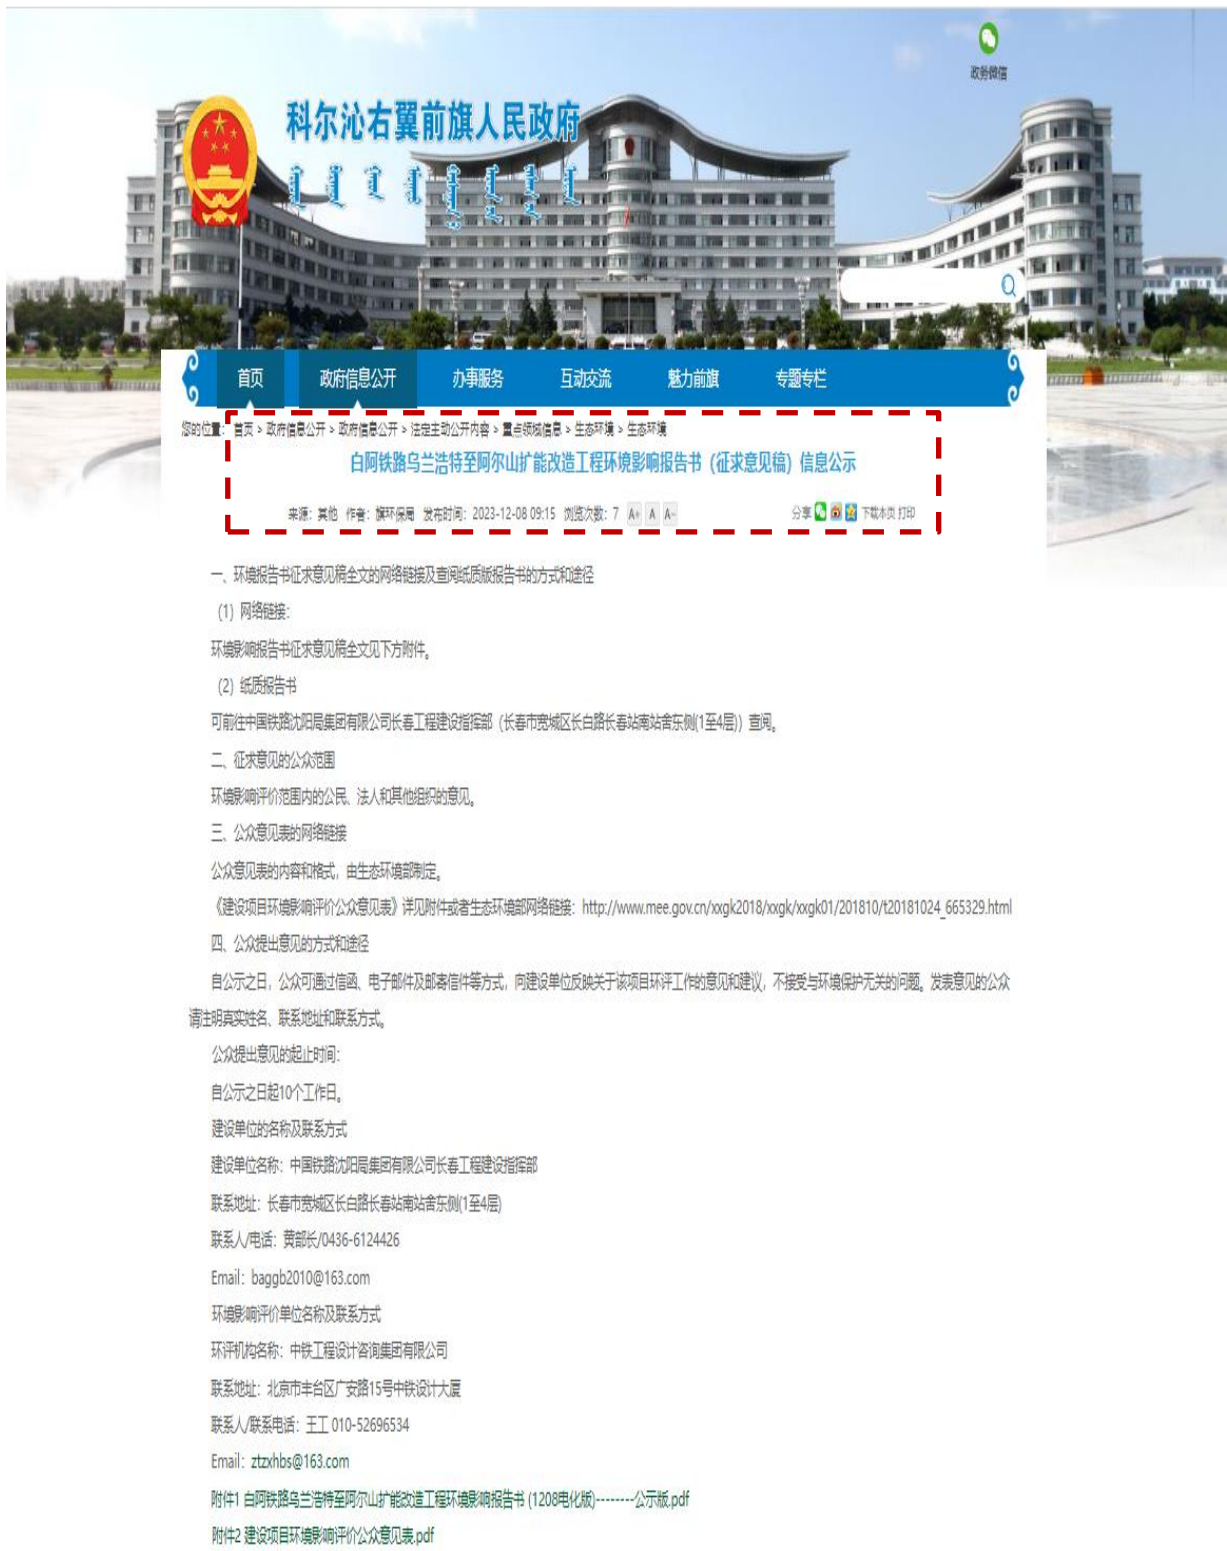 政务微信
科尔沁右翼前旗人民政府
首页 政府信息公开 办事服务 互动交流 魅力前旗 专题专栏
您的位置: 首页 > 政府信息公开 > 政府信息公开 > 法定主动公开内容 > 重点领域信息 > 生态环境 > 生态环境
白阿铁路乌兰浩特至阿尔山扩能改造工程环境影响报告书（征求意见稿）信息公示
来源：其他 作者：旗环保局 发布时间：2023-12-08 09:15 浏览次数：7 A+ A A- 分享 下载本页 打印
一、环境报告书征求意见稿全文的网络链接及查阅纸质版报告书的方式和途径
（1）网络链接：
环境影响报告书征求意见稿全文见下方附件。
（2）纸质报告书
可前往中国铁路沈阳局集团有限公司长春工程建设指挥部（长春市宽城区长白路长春站南站舍东侧(1至4层)）查阅。
二、征求意见的公众范围
环境影响评价范围内的公民、法人和其他组织的意见。
三、公众意见表的网络链接
公众意见表的内容和格式，由生态环境部制定。
《建设项目环境影响评价公众意见表》详见附件或者生态环境部网络链接：http://www.mee.gov.cn/xxgk2018/xxgk/xxgk01/201810/t20181024_665329.html
四、公众提出意见的方式和途径
自公示之日，公众可通过信函、电子邮件及邮寄信件等方式，向建设单位反映关于该项目环评工作的意见和建议，不接受与环境保护无关的问题。发表意见的公众
请注明真实姓名、联系地址和联系方式。
公众提出意见的起止时间：
自公示之日起10个工作日。
建设单位的名称及联系方式
建设单位名称：中国铁路沈阳局集团有限公司长春工程建设指挥部
联系地址：长春市宽城区长白路长春站南站舍东侧(1至4层)
联系人/电话：黄部长/0436-6124426
Email：baggb2010@163.com
环境影响评价单位名称及联系方式
环评机构名称：中铁工程设计咨询集团有限公司
联系地址：北京市丰台区广安路15号中铁设计大厦
联系人/联系电话：王工 010-52696534
Email：ztzxhbs@163.com
附件1 白阿铁路乌兰浩特至阿尔山扩能改造工程环境影响报告书 (1208电化版)--------公示版.pdf
附件2 建设项目环境影响评价公众意见表.pdf